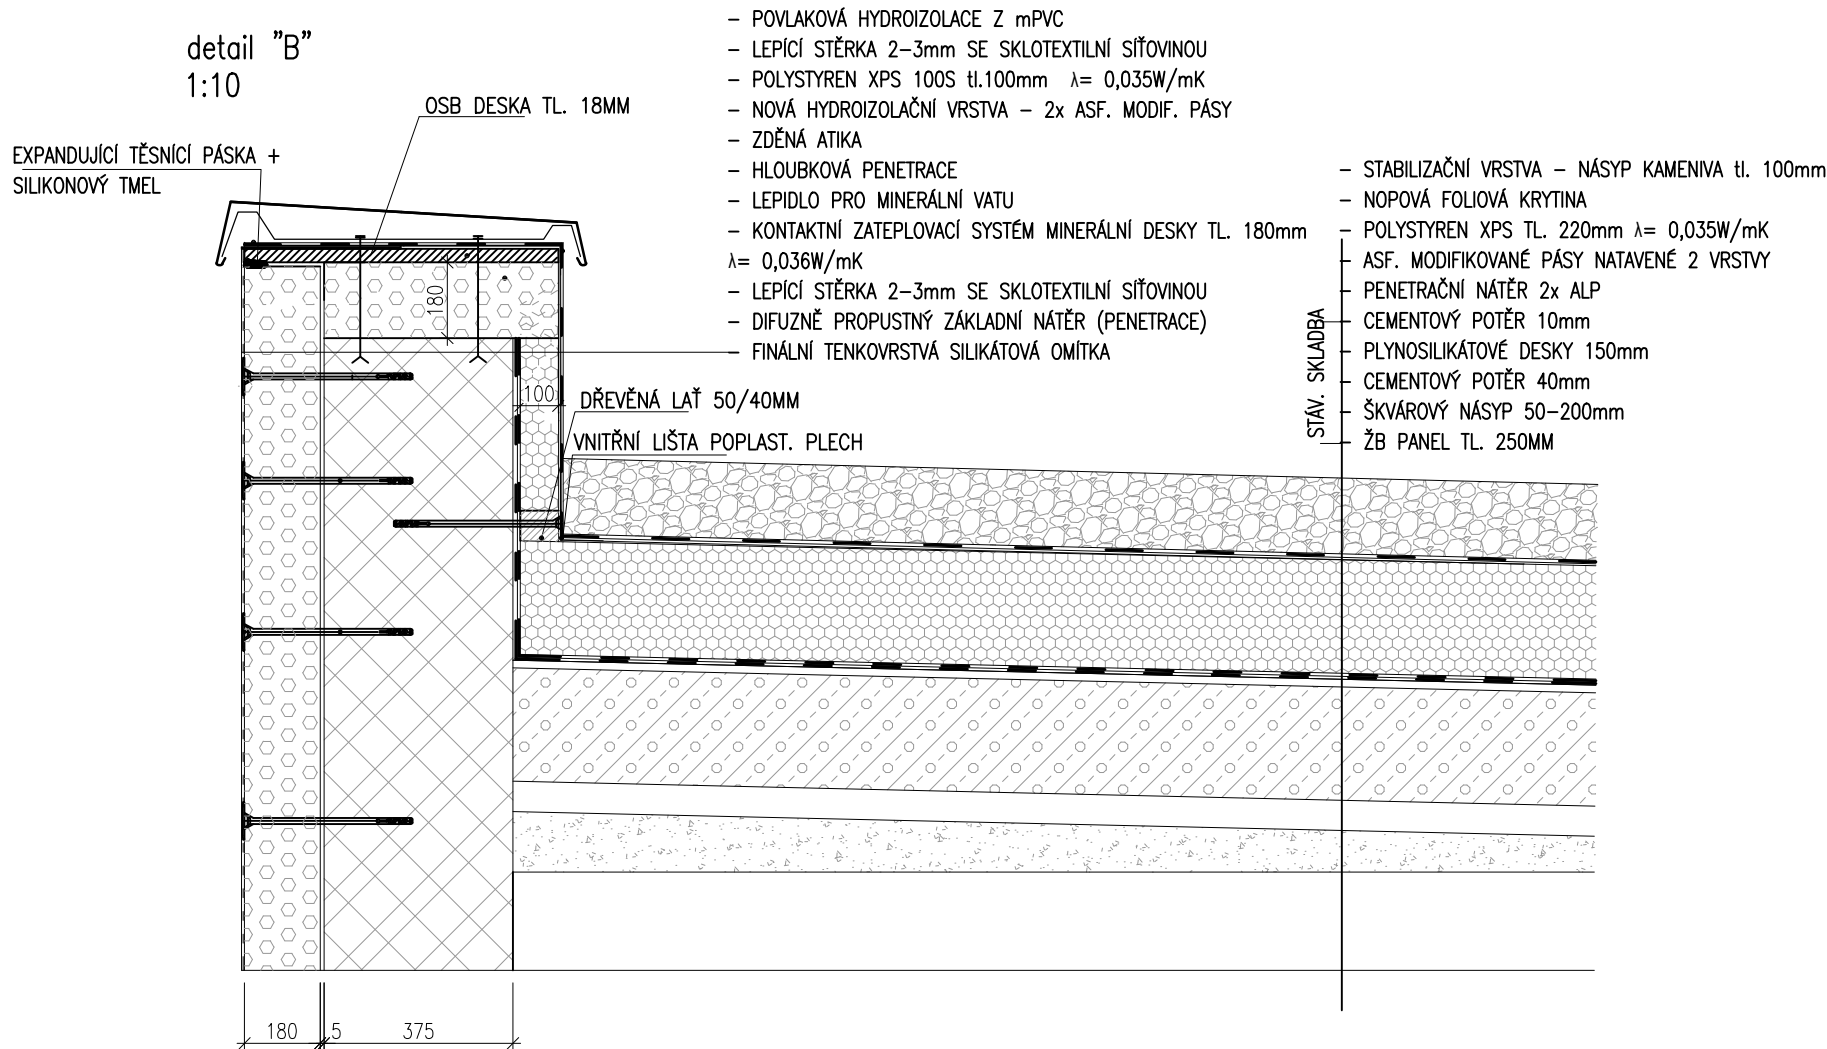 detail "B"
1:10
OSB DESKA TL. 18MM
EXPANDUJÍCÍ TĚSNÍCÍ PÁSKA +
SILIKONOVÝ TMEL
- POVLAKOVÁ HYDROIZOLACE Z mPVC
- LEPÍCÍ STĚRKA 2-3mm SE SKLOTEXTILNÍ SÍŤOVINOU
- POLYSTYREN XPS 100S tl.100mm λ= 0,035W/mK
- NOVÁ HYDROIZOLAČNÍ VRSTVA - 2x ASF. MODIF. PÁSY
- ZDĚNÁ ATIKA
- HLOUBKOVÁ PENETRACE
- LEPIDLO PRO MINERÁLNÍ VATU
- KONTAKTNÍ ZATEPLOVACÍ SYSTÉM MINERÁLNÍ DESKY TL. 180mm
λ= 0,036W/mK
- LEPÍCÍ STĚRKA 2-3mm SE SKLOTEXTILNÍ SÍŤOVINOU
- DIFUZNĚ PROPUSTNÝ ZÁKLADNÍ NÁTĚR (PENETRACE)
- FINÁLNÍ TENKOVRSTVÁ SILIKÁTOVÁ OMÍTKA
- STABILIZAČNÍ VRSTVA - NÁSYP KAMENIVA tl. 100mm
- NOPOVÁ FOLIOVÁ KRYTINA
- POLYSTYREN XPS TL. 220mm λ= 0,035W/mK
- ASF. MODIFIKOVANÉ PÁSY NATAVENÉ 2 VRSTVY
- PENETRAČNÍ NÁTĚR 2x ALP
- CEMENTOVÝ POTĚR 10mm
- PLYNOSILIKÁTOVÉ DESKY 150mm
- CEMENTOVÝ POTĚR 40mm
- ŠKVÁROVÝ NÁSYP 50-200mm
- ŽB PANEL TL. 250MM
STÁV. SKLADBA
180
100
DŘEVĚNÁ LAŤ 50/40MM
VNITŘNÍ LIŠTA POPLAST. PLECH
180
5
375